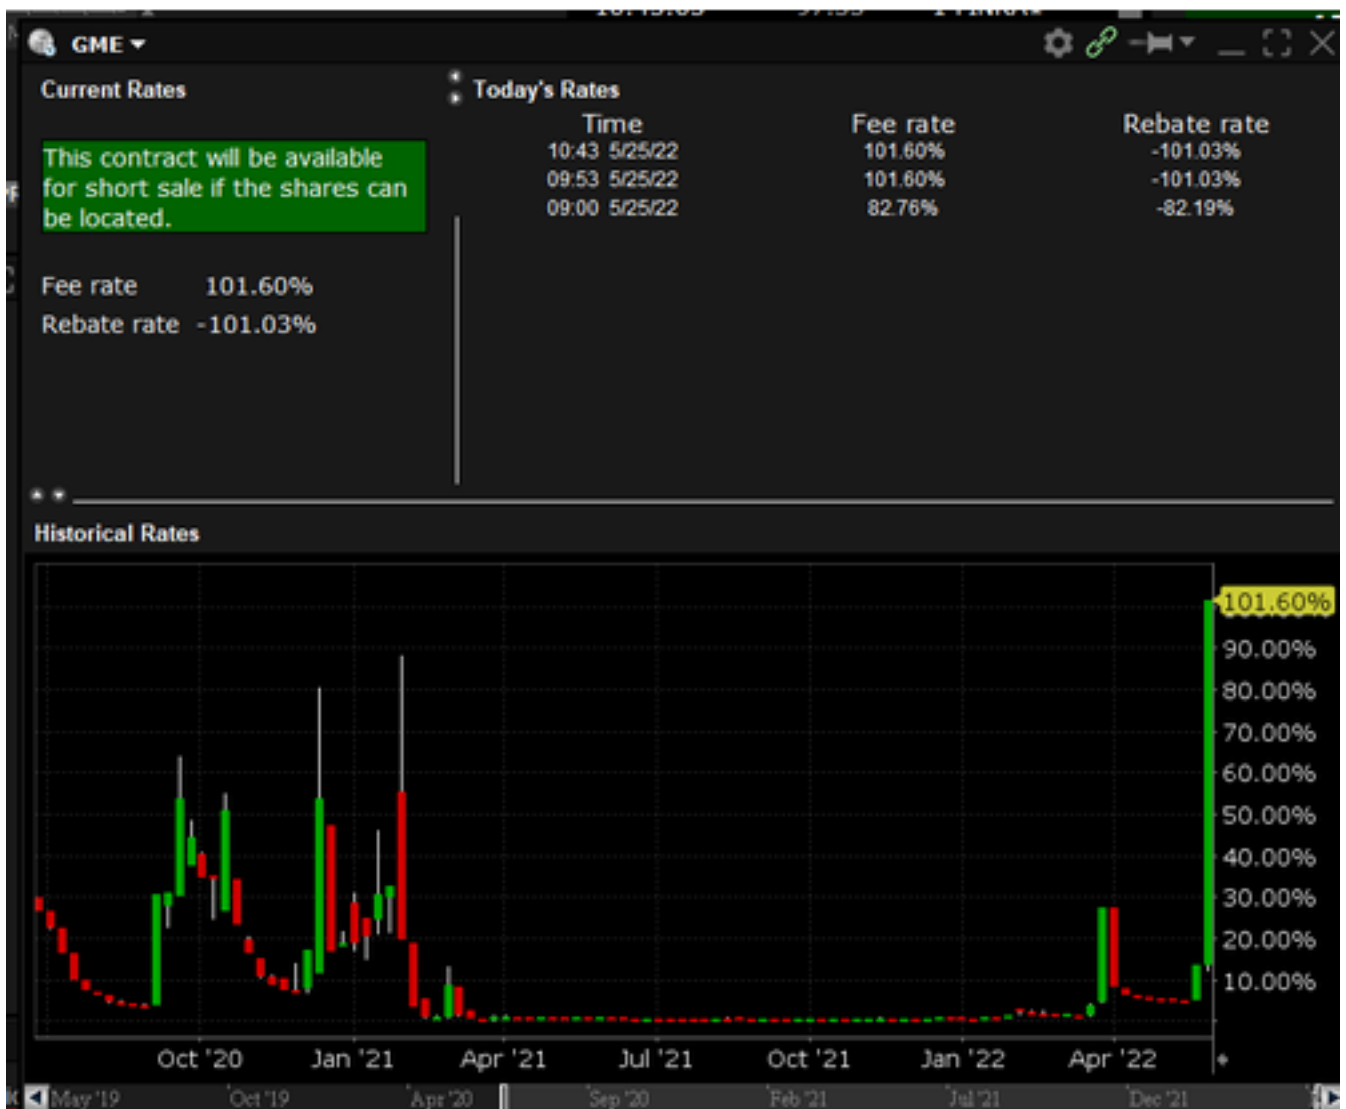 GME
Current Rates
Today's Rates
Time Fee rate Rebate rate
10:43 5/25/22 101.60% -101.03%
09:53 5/25/22 101.60% -101.03%
09:00 5/25/22 82.76% -82.19%
This contract will be available
for short sale if the shares can
be located.
Fee rate 101.60%
Rebate rate -101.03%
Historical Rates
101.60%
90.00%
80.00%
70.00%
60.00%
50.00%
40.00%
30.00%
20.00%
10.00%
Oct '20 Jan '21 Apr '21 Jul '21 Oct '21 Jan '22 Apr '22
May '19 Oct '19 Apr '20 Sep '20 Feb '21 Jul '21 Dec '21